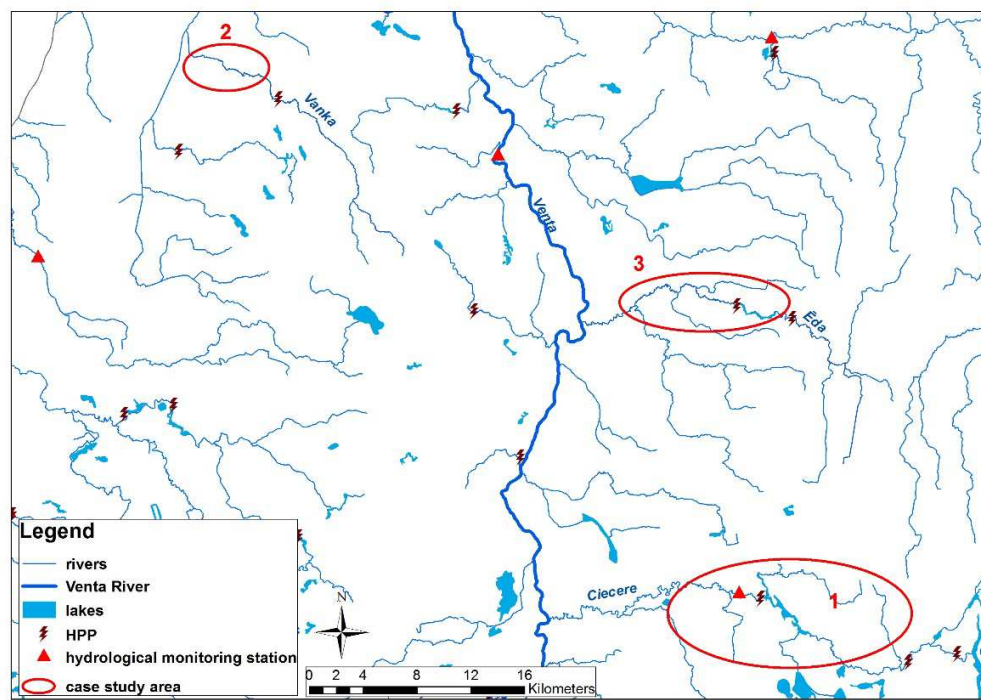 2
Vanka
Venta
3
Ēda
Legend
rivers
Venta River
lakes
HPP
hydrological monitoring station
case study area
N
Ciecere
1
0 2 4 8 12 16
Kilometers